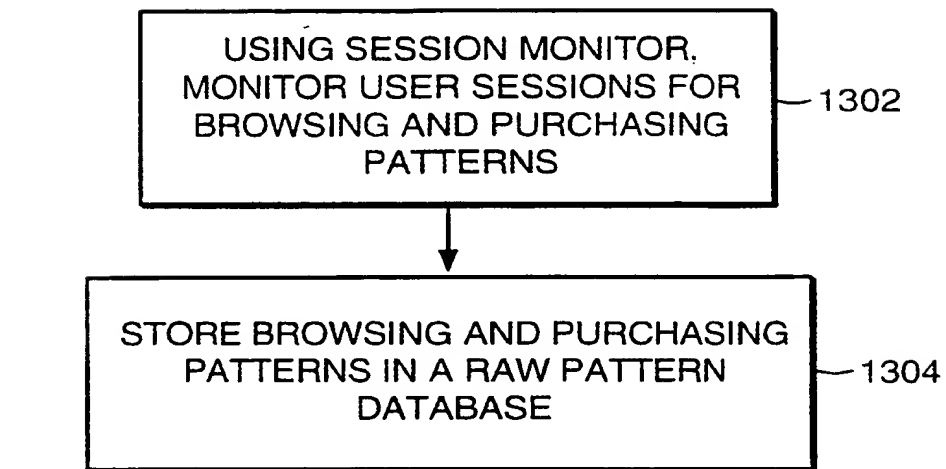 USING SESSION MONITOR,
MONITOR USER SESSIONS FOR
BROWSING AND PURCHASING
PATTERNS
1302
STORE BROWSING AND PURCHASING
PATTERNS IN A RAW PATTERN
DATABASE
1304